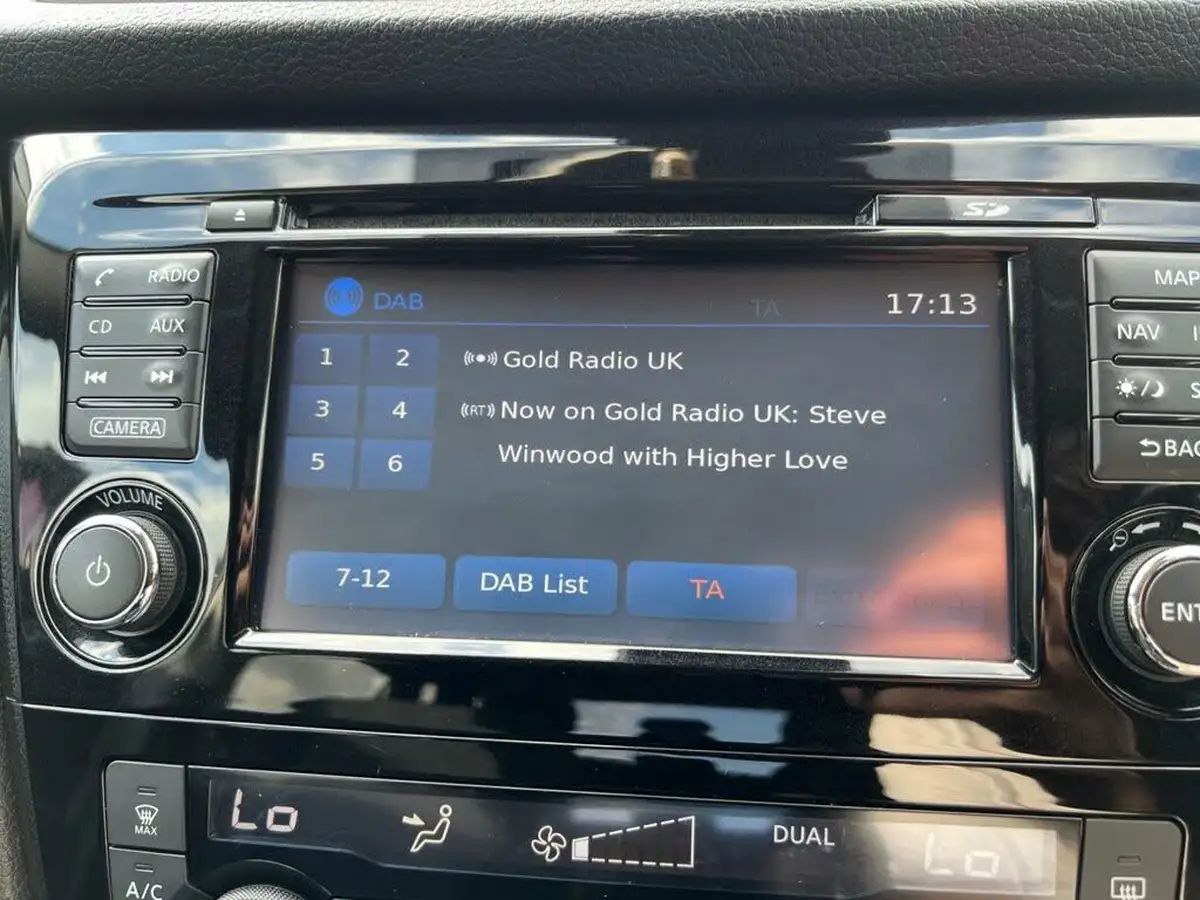 RADIO
CD AUX
CAMERA
VOLUME
DAB TA 17:13
1 2
3 4
5 6
Gold Radio UK
(RT) Now on Gold Radio UK: Steve
Winwood with Higher Love
7-12 DAB List TA
MAP
NAV
BAC
ENT
MAX
A/C
Lo DUAL Lo